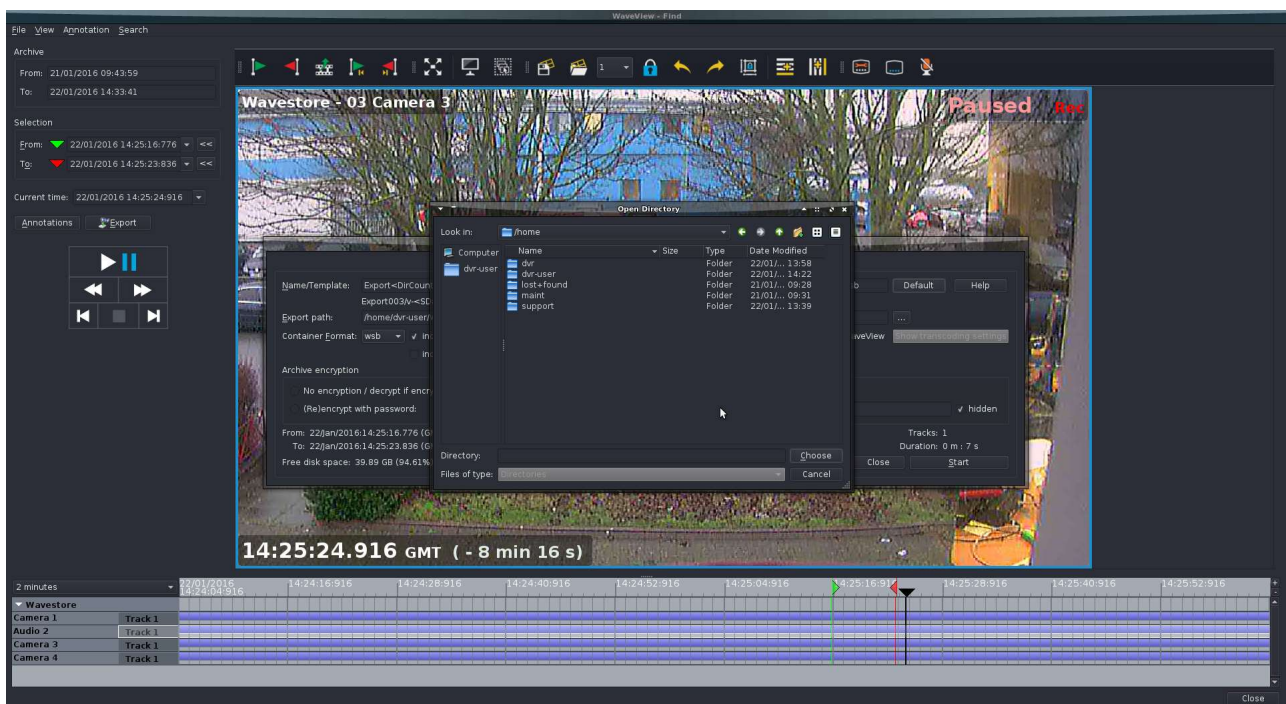 WaveView - Find
File View Annotation Search
Archive
From: 21/01/2016 09:43:59
To: 22/01/2016 14:33:41
Selection
From: 22/01/2016 14:25:16:776 <<
To: 22/01/2016 14:25:23:836 <<
Current time: 22/01/2016 14:25:24:916
Annotations Export
1
Wavestore - 03 Camera 3
Paused Rec
Open Directory
Look in: /home
Computer
dvr-user
Name Size Type Date Modified
dvr Folder 22/01/... 13:58
dvr-user Folder 22/01/... 14:22
lost+found Folder 21/01/... 09:28
maint Folder 21/01/... 09:31
support Folder 22/01/... 13:39
Directory: Choose
Files of type: Directories Cancel
Name/Template: Export<DirCoun b Default Help
Export003/v-<SD
Export path: /home/dvr-user/ ...
Container Format: wsb in aveView Show transcoding settings
in
Archive encryption
No encryption / decrypt if encr
(Re)encrypt with password: hidden
From: 22/Jan/2016:14:25:16.776 (G Tracks: 1
To: 22/Jan/2016:14:25:23.836 (G Duration: 0 m : 7 s
Free disk space: 39.89 GB (94.61% Close Start
14:25:24.916 GMT ( - 8 min 16 s)
2 minutes 22/01/2016 14:24:16:916 14:24:28:916 14:24:40:916 14:24:52:916 14:25:04:916 14:25:16:916 14:25:28:916 14:25:40:916 14:25:52:916
14:24:04:916
Wavestore
Camera 1 Track 1
Audio 2 Track 1
Camera 3 Track 1
Camera 4 Track 1
Close